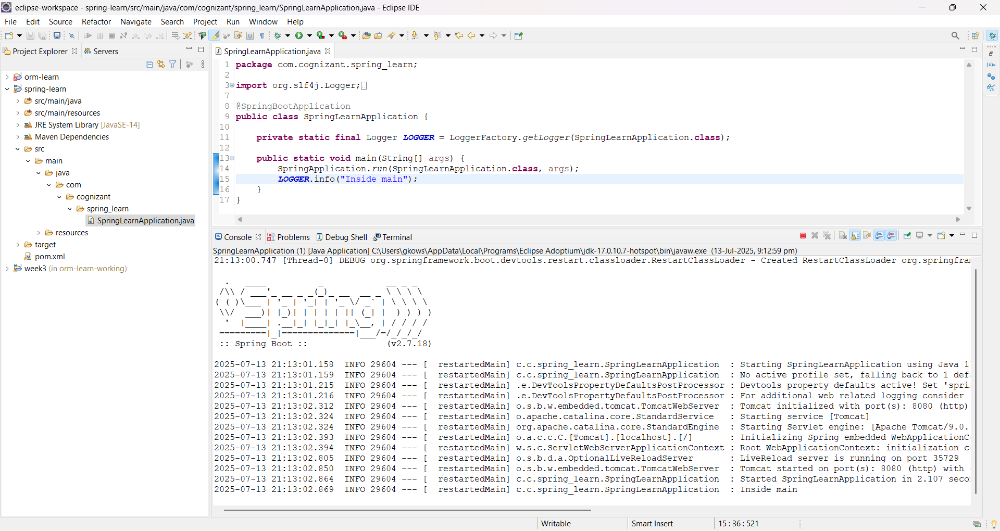 eclipse-workspace - spring-learn/src/main/java/com/cognizant/spring_learn/SpringLearnApplication.java - Eclipse IDE
File Edit Source Refactor Navigate Search Project Run Window Help
Project Explorer Servers
orm-learn
spring-learn
src/main/java
src/main/resources
JRE System Library [JavaSE-14]
Maven Dependencies
src
main
java
com
cognizant
spring_learn
SpringLearnApplication.java
resources
target
pom.xml
week3 (in orm-learn-working)
SpringLearnApplication.java
1 package com.cognizant.spring_learn;
2
3 import org.slf4j.Logger;
7
8 @SpringBootApplication
9 public class SpringLearnApplication {
10
11 private static final Logger LOGGER = LoggerFactory.getLogger(SpringLearnApplication.class);
12
13 public static void main(String[] args) {
14 SpringApplication.run(SpringLearnApplication.class, args);
15 LOGGER.info("Inside main");
16 }
17 }
Console Problems Debug Shell Terminal
SpringLearnApplication (1) [Java Application] C:\Users\gkows\AppData\Local\Programs\Eclipse Adoptium\jdk-17.0.10.7-hotspot\bin\javaw.exe (13-Jul-2025, 9:12:59 pm)
21:13:00.747 [Thread-0] DEBUG org.springframework.boot.devtools.restart.classloader.RestartClassLoader - Created RestartClassLoader org.springfra
Spring
:: Spring Boot :: (v2.7.18)
2025-07-13 21:13:01.158 INFO 29604 --- [ restartedMain] c.c.spring_learn.SpringLearnApplication : Starting SpringLearnApplication using Java 1
2025-07-13 21:13:01.159 INFO 29604 --- [ restartedMain] c.c.spring_learn.SpringLearnApplication : No active profile set, falling back to 1 def
2025-07-13 21:13:01.215 INFO 29604 --- [ restartedMain] .e.DevToolsPropertyDefaultsPostProcessor : Devtools property defaults active! Set 'spri
2025-07-13 21:13:01.216 INFO 29604 --- [ restartedMain] .e.DevToolsPropertyDefaultsPostProcessor : For additional web related logging consider
2025-07-13 21:13:02.312 INFO 29604 --- [ restartedMain] o.s.b.w.embedded.tomcat.TomcatWebServer : Tomcat initialized with port(s): 8080 (http)
2025-07-13 21:13:02.324 INFO 29604 --- [ restartedMain] o.apache.catalina.core.StandardService : Starting service [Tomcat]
2025-07-13 21:13:02.324 INFO 29604 --- [ restartedMain] org.apache.catalina.core.StandardEngine : Starting Servlet engine: [Apache Tomcat/9.0.
2025-07-13 21:13:02.393 INFO 29604 --- [ restartedMain] o.a.c.c.C.[Tomcat].[localhost].[/] : Initializing Spring embedded WebApplicationC
2025-07-13 21:13:02.394 INFO 29604 --- [ restartedMain] w.s.c.ServletWebServerApplicationContext : Root WebApplicationContext: initialization c
2025-07-13 21:13:02.805 INFO 29604 --- [ restartedMain] o.s.b.d.a.OptionalLiveReloadServer : LiveReload server is running on port 35729
2025-07-13 21:13:02.850 INFO 29604 --- [ restartedMain] o.s.b.w.embedded.tomcat.TomcatWebServer : Tomcat started on port(s): 8080 (http) with
2025-07-13 21:13:02.864 INFO 29604 --- [ restartedMain] c.c.spring_learn.SpringLearnApplication : Started SpringLearnApplication in 2.107 seco
2025-07-13 21:13:02.869 INFO 29604 --- [ restartedMain] c.c.spring_learn.SpringLearnApplication : Inside main
Writable Smart Insert 15 : 36 : 521